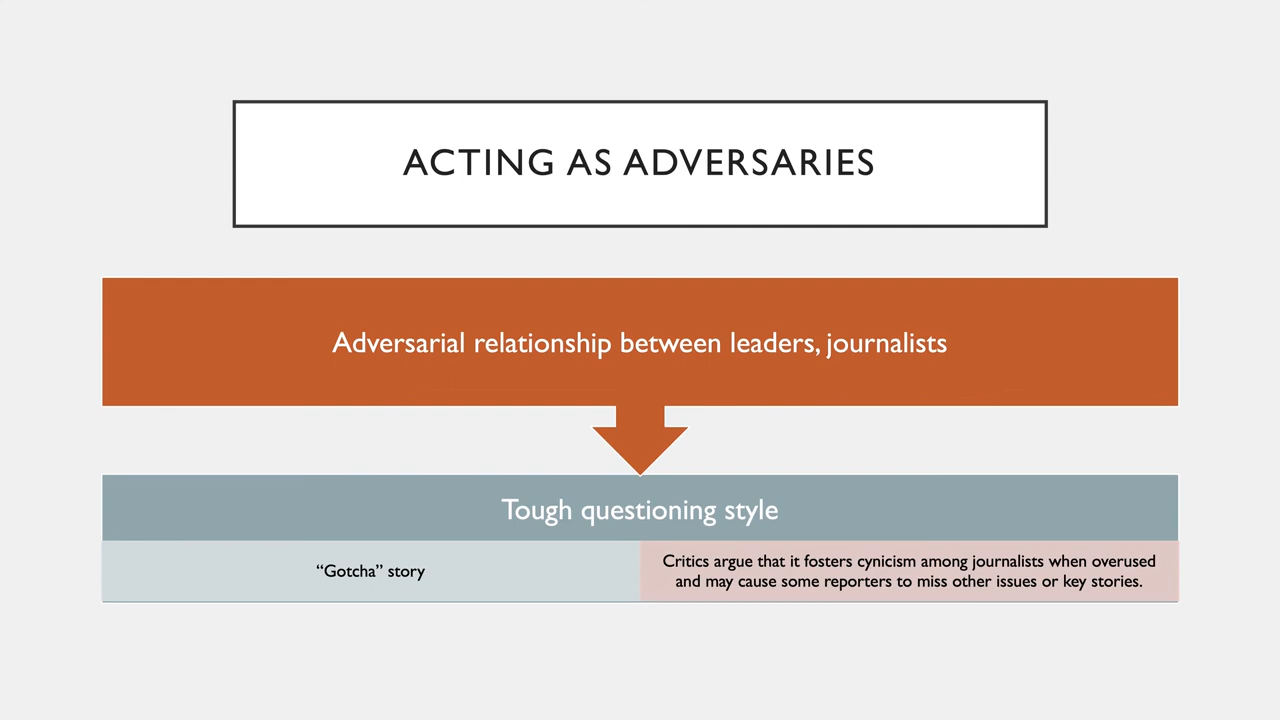 ACTING AS ADVERSARIES
Adversarial relationship between leaders, journalists
Tough questioning style
“Gotcha” story
Critics argue that it fosters cynicism among journalists when overused
and may cause some reporters to miss other issues or key stories.